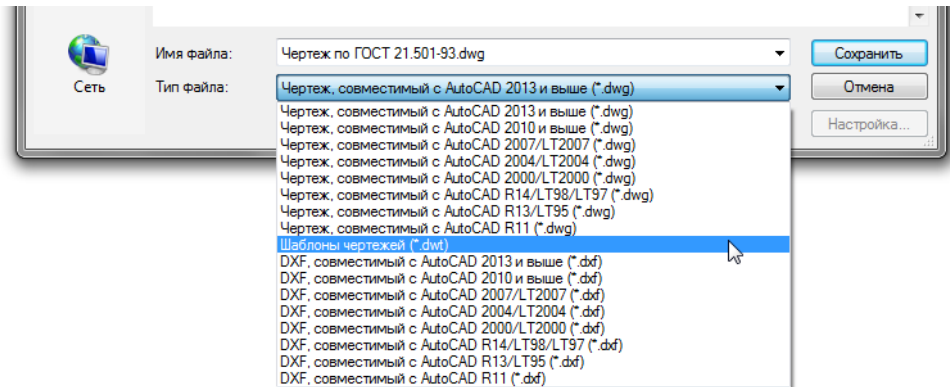 Имя файла: Чертеж по ГОСТ 21.501-93.dwg Сохранить
Сеть Тип файла: Чертеж, совместимый с AutoCAD 2013 и выше (*.dwg) Отмена
Чертеж, совместимый с AutoCAD 2013 и выше (*.dwg) Настройка...
Чертеж, совместимый с AutoCAD 2010 и выше (*.dwg)
Чертеж, совместимый с AutoCAD 2007/LT2007 (*.dwg)
Чертеж, совместимый с AutoCAD 2004/LT2004 (*.dwg)
Чертеж, совместимый с AutoCAD 2000/LT2000 (*.dwg)
Чертеж, совместимый с AutoCAD R14/LT98/LT97 (*.dwg)
Чертеж, совместимый с AutoCAD R13/LT95 (*.dwg)
Чертеж, совместимый с AutoCAD R11 (*.dwg)
Шаблоны чертежей (*.dwt)
DXF, совместимый с AutoCAD 2013 и выше (*.dxf)
DXF, совместимый с AutoCAD 2010 и выше (*.dxf)
DXF, совместимый с AutoCAD 2007/LT2007 (*.dxf)
DXF, совместимый с AutoCAD 2004/LT2004 (*.dxf)
DXF, совместимый с AutoCAD 2000/LT2000 (*.dxf)
DXF, совместимый с AutoCAD R14/LT98/LT97 (*.dxf)
DXF, совместимый с AutoCAD R13/LT95 (*.dxf)
DXF, совместимый с AutoCAD R11 (*.dxf)